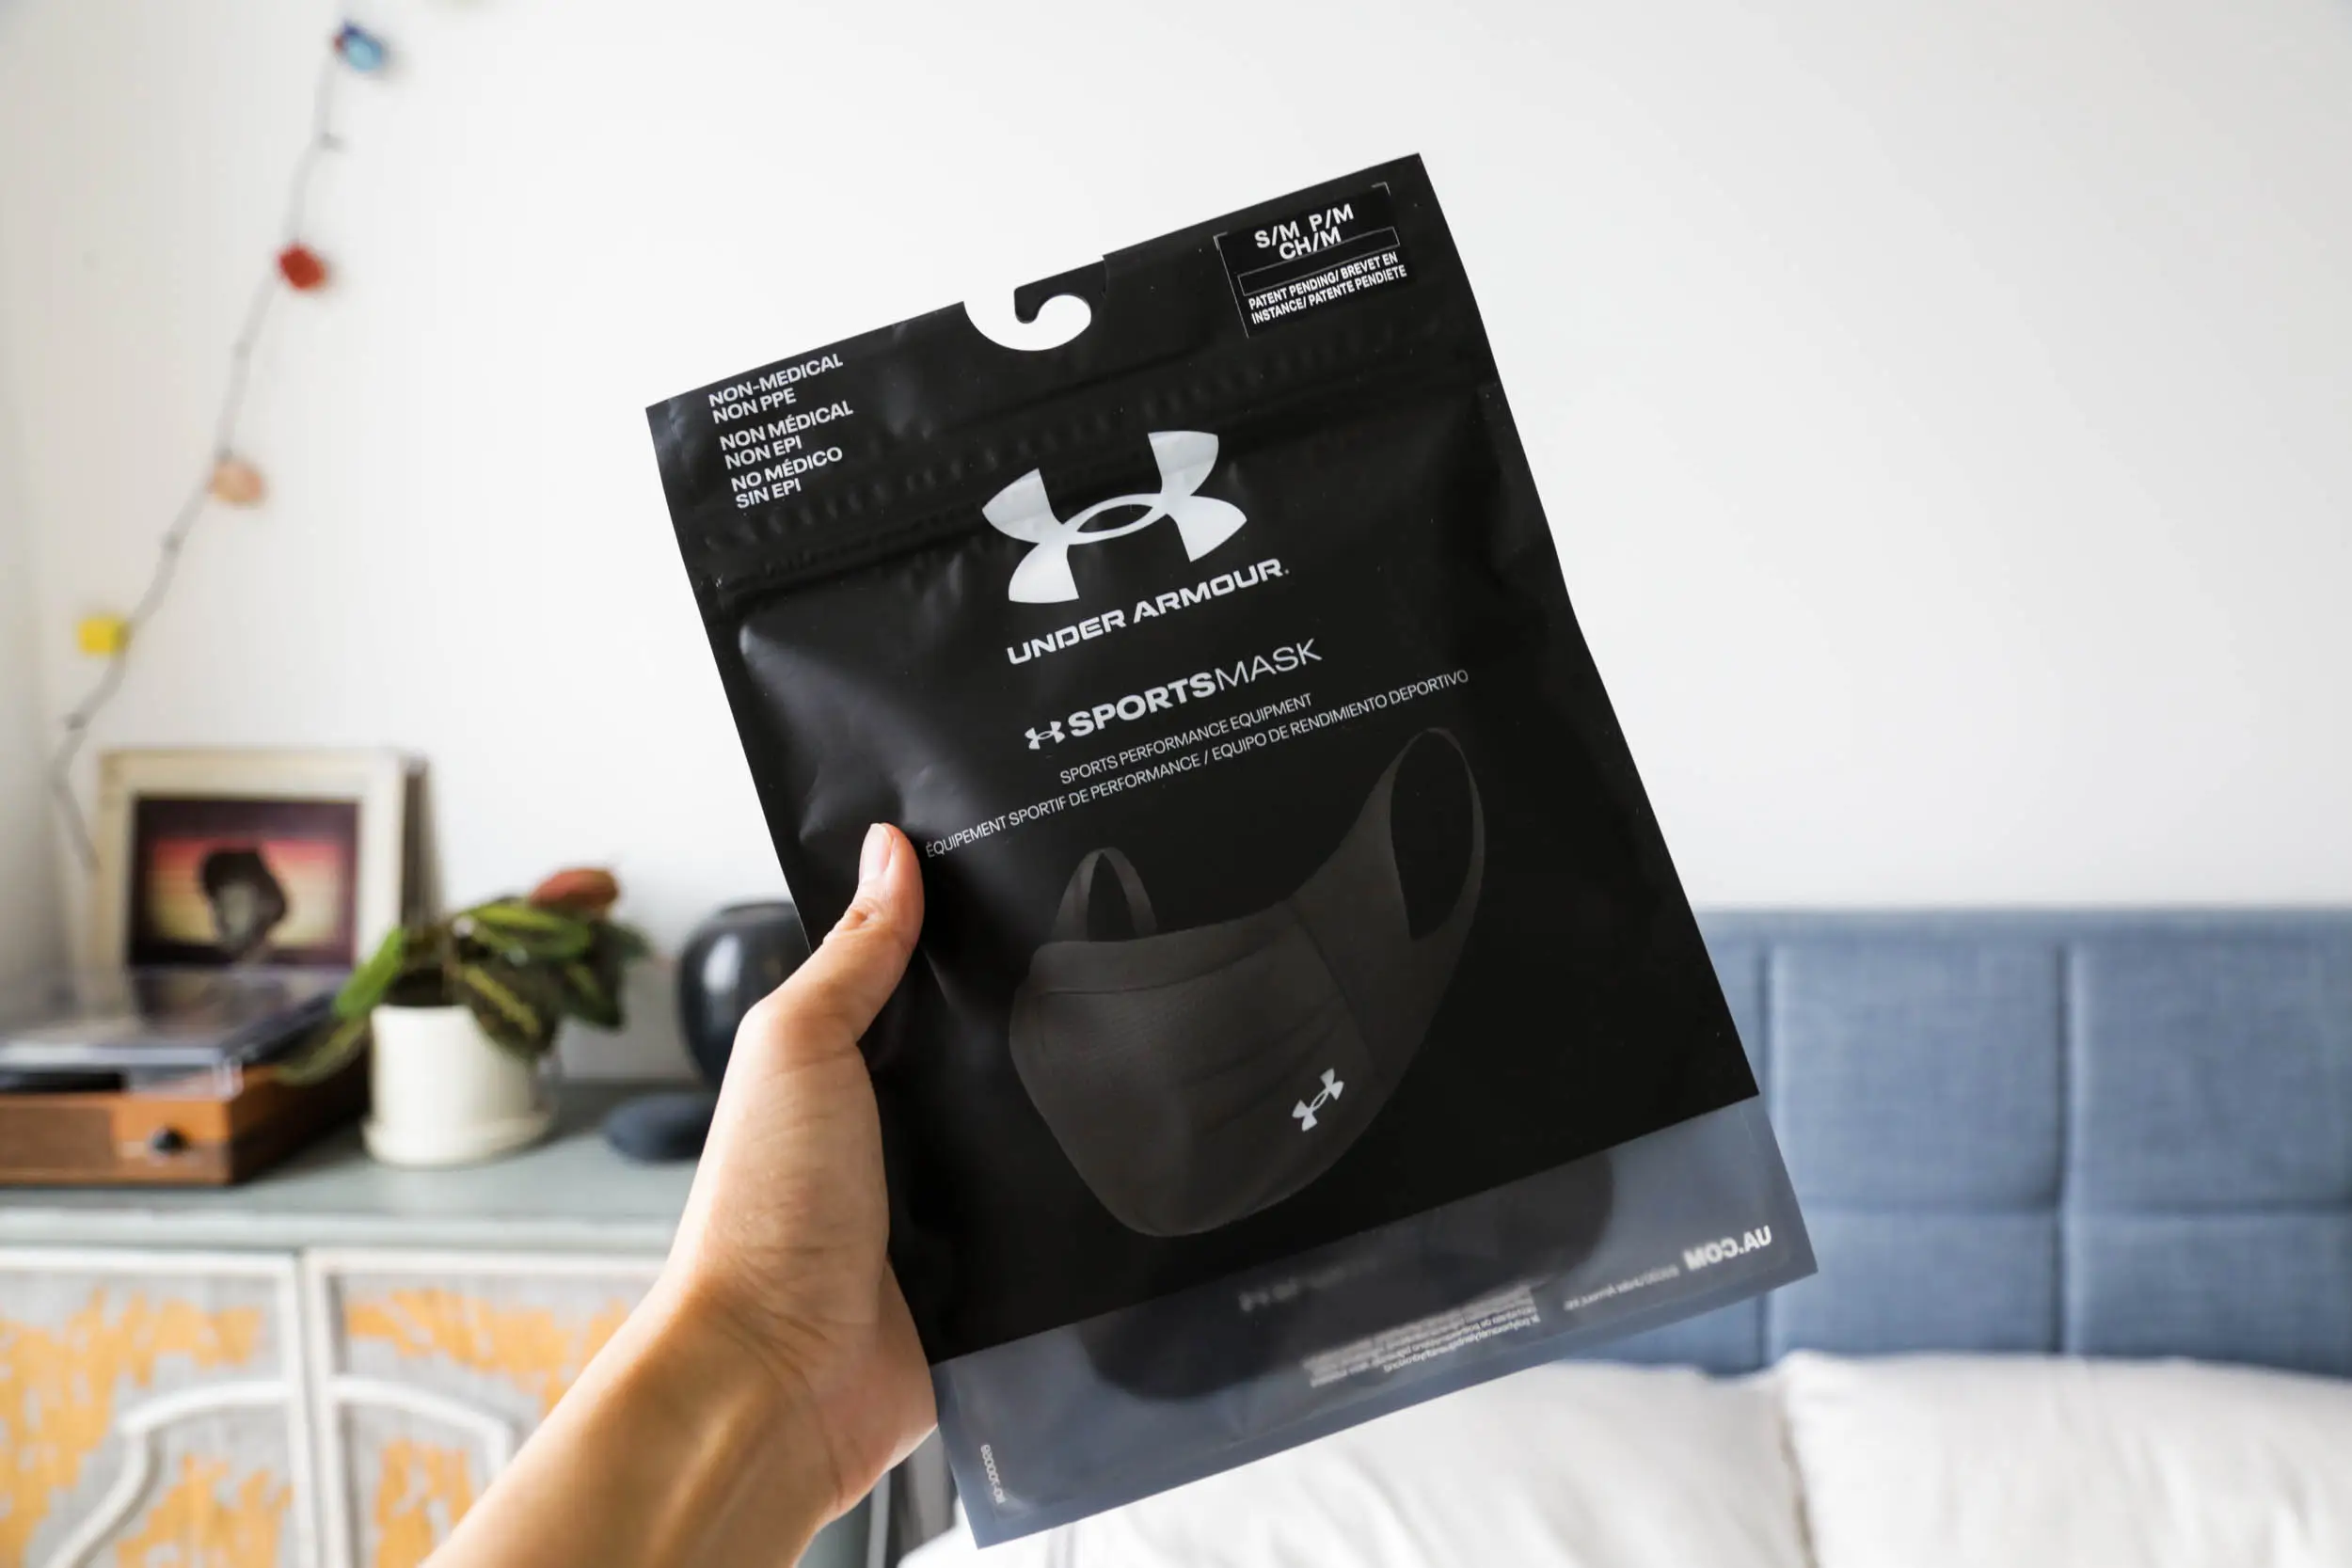 S/M P/M
CH/M
PATENT PENDING/ BREVET EN
INSTANCE/ PATENTE PENDIETE
NON-MEDICAL
NON PPE
NON MÉDICAL
NON EPI
NO MÉDICO
SIN EPI
UNDER ARMOUR.
SPORTSMASK
SPORTS PERFORMANCE EQUIPMENT
ÉQUIPEMENT SPORTIF DE PERFORMANCE / EQUIPO DE RENDIMIENTO DEPORTIVO
UA.COM